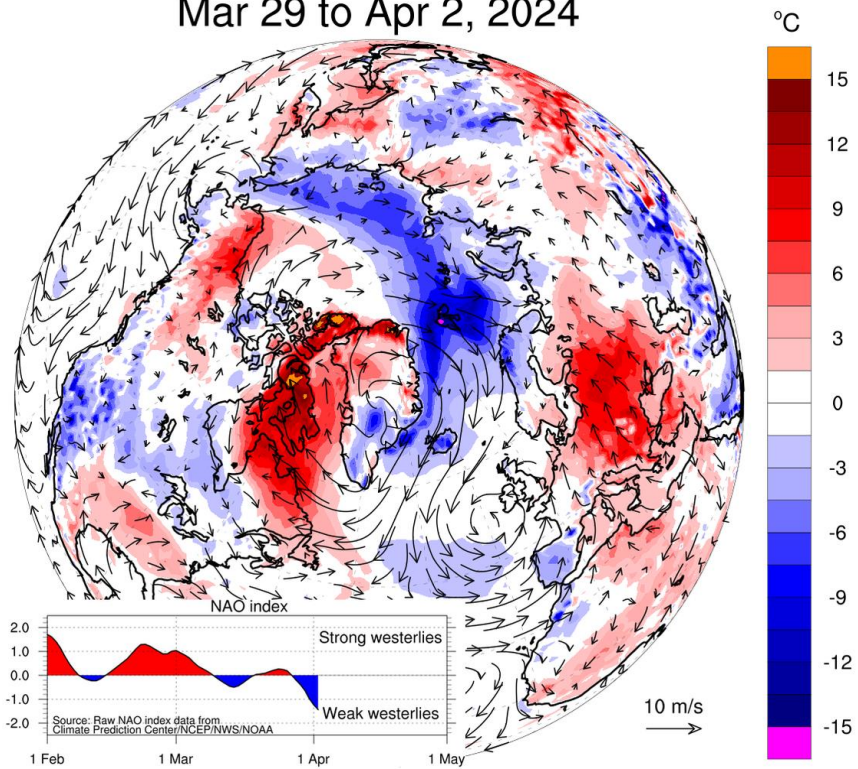 Mar 29 to Apr 2, 2024
°C
15
12
9
6
3
0
-3
-6
-9
-12
-15
NAO index
2.0
1.0
0.0
-1.0
-2.0
Strong westerlies
Weak westerlies
Source: Raw NAO index data from
Climate Prediction Center/NCEP/NWS/NOAA
1 Feb 1 Mar 1 Apr 1 May
10 m/s